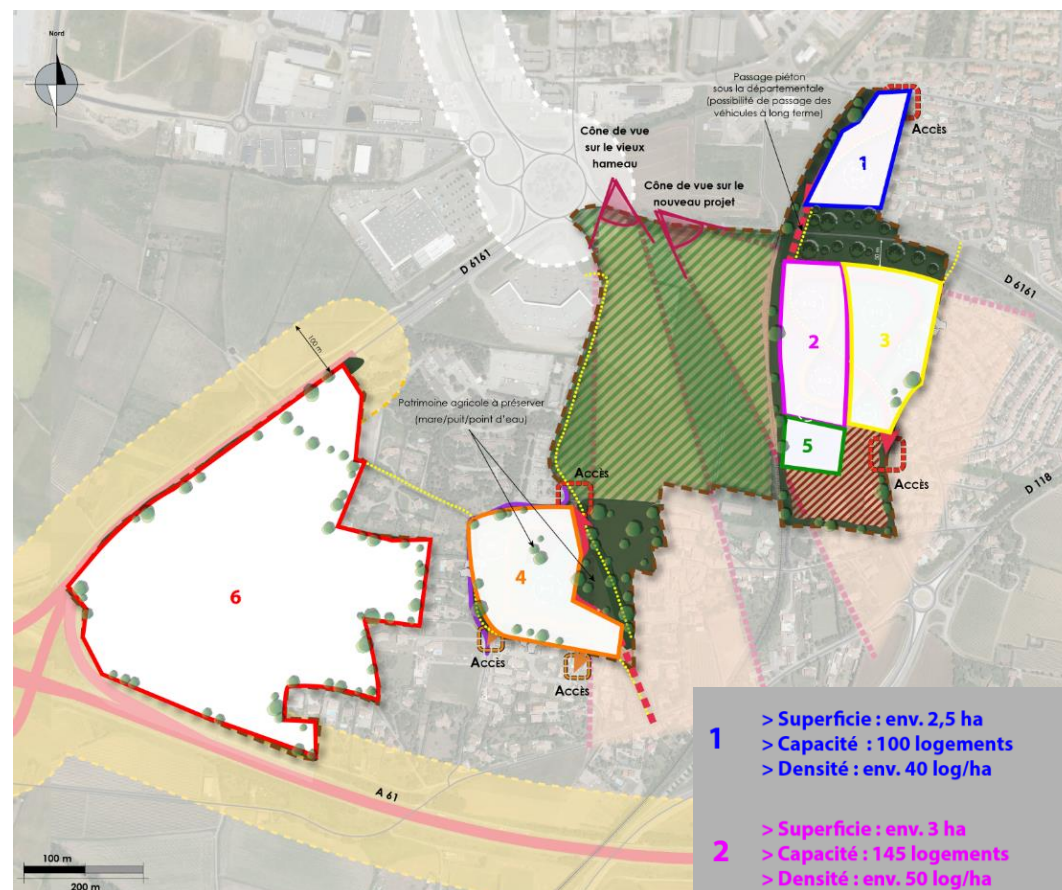 Nord
Passage piéton
sous la départementale
(possibilité de passage des
véhicules à long terme)
Accès
Cône de vue
sur le vieux
hameau
Cône de vue sur le
nouveau projet
1
D 6161
30 m
D 6161
100 m
2
3
Patrimoine agricole à préserver
(mare/puit/point d'eau)
5
Accès
Accès
D 118
4
6
Accès
Accès
A 61
100 m
200 m
1
> Superficie : env. 2,5 ha
> Capacité : 100 logements
> Densité : env. 40 log/ha
2
> Superficie : env. 3 ha
> Capacité : 145 logements
> Densité : env. 50 log/ha